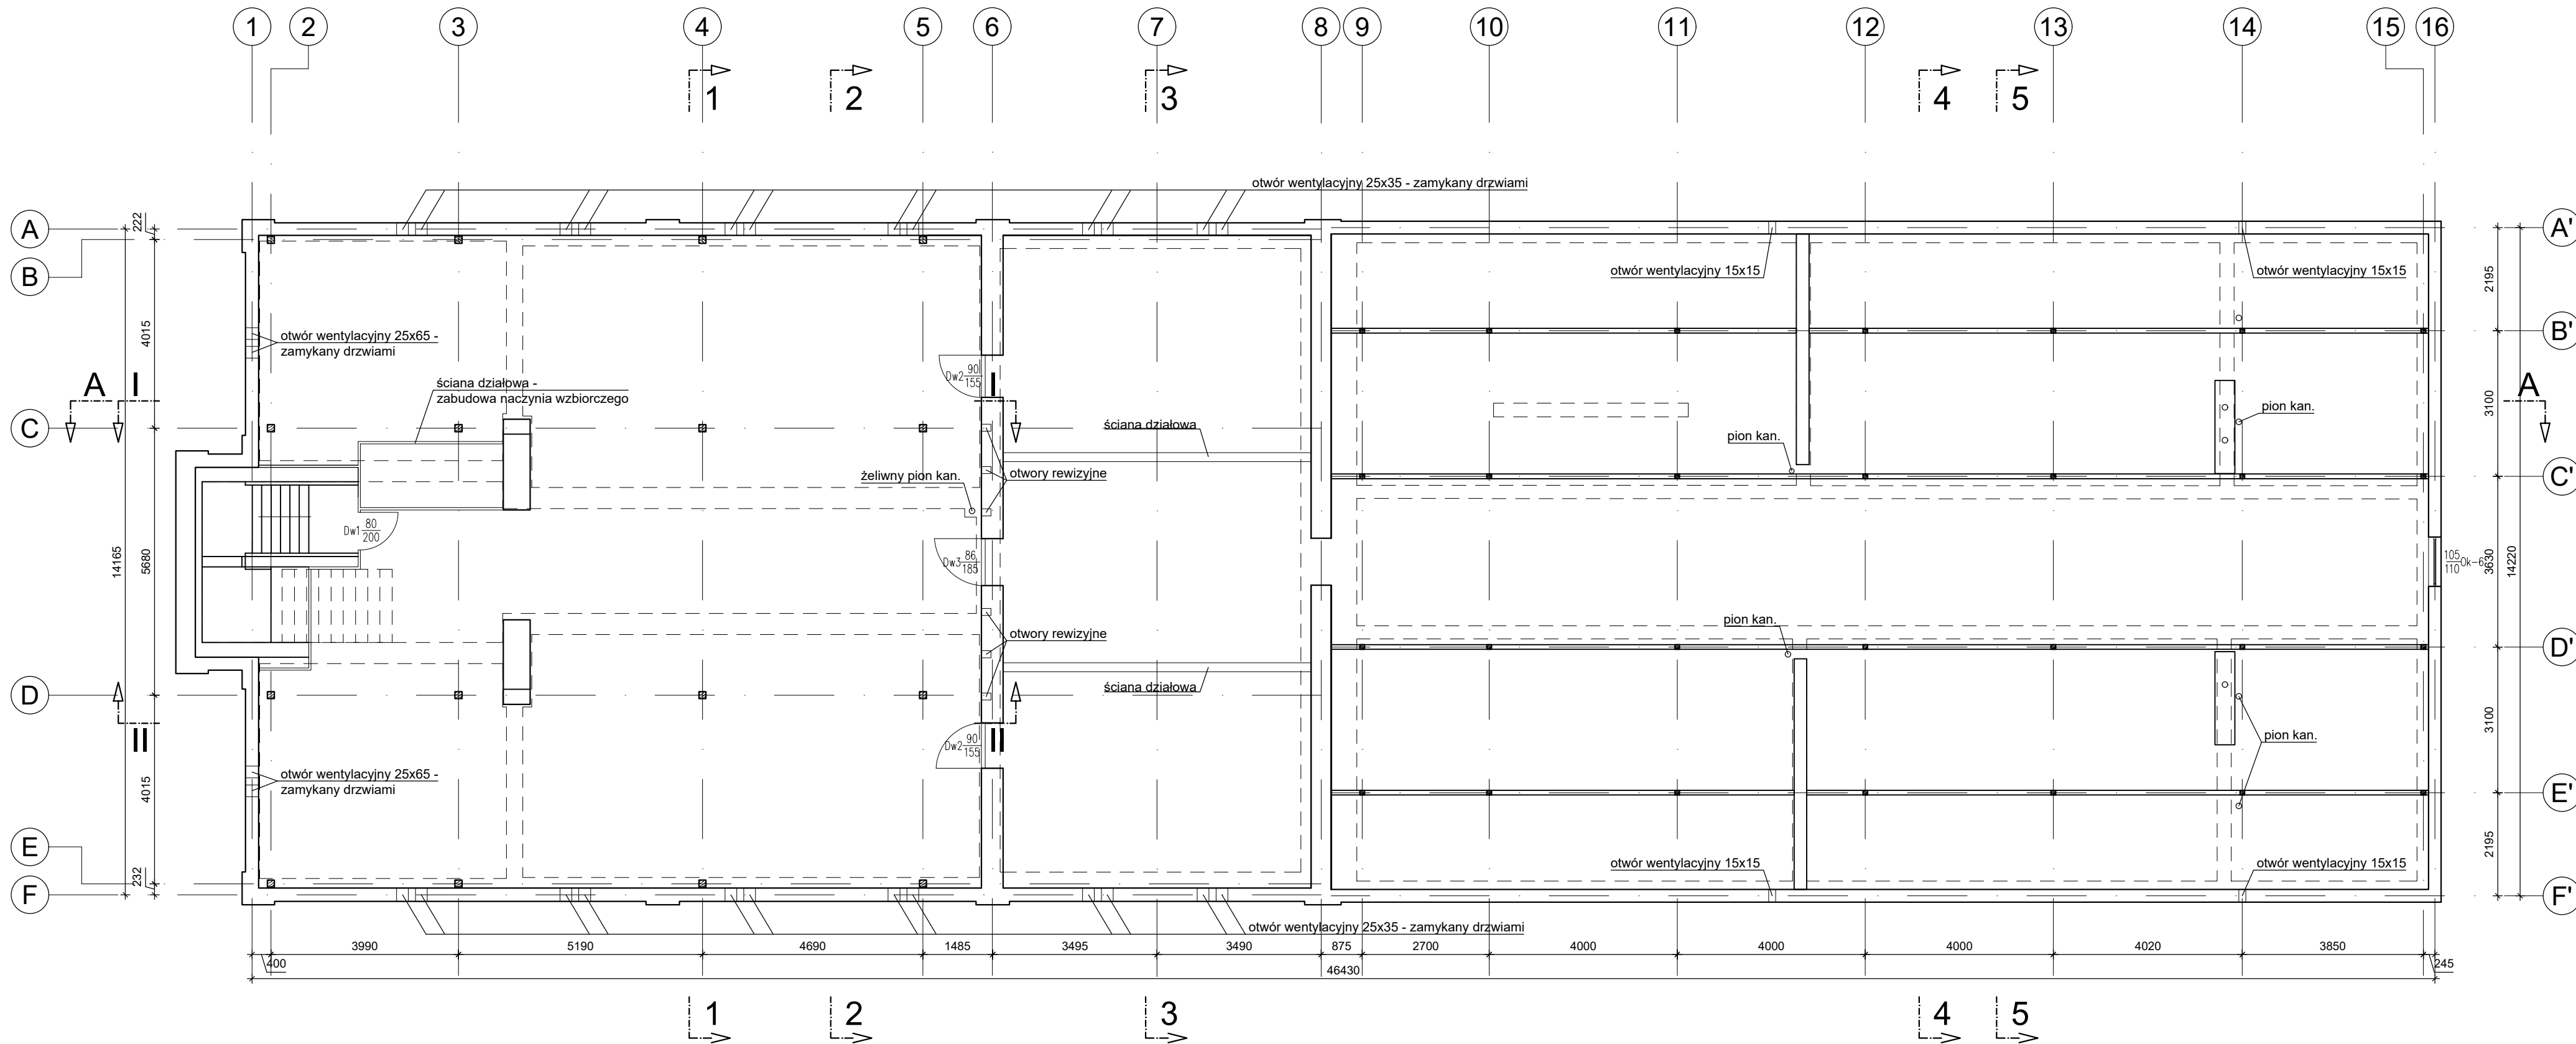 1 2 3 4 5 6 7 8 9 10 11 12 13 14 15 16
1 2 3 4 5
otwór wentylacyjny 25x35 - zamykany drzwiami
A
222
A'
B
otwór wentylacyjny 15x15
otwór wentylacyjny 15x15
2195
4015
otwór wentylacyjny 25x65 -
zamykany drzwiami
B'
A I
ściana działowa -
zabudowa naczynia wzbiorczego
Dw2 90
155
I
A
3100
pion kan.
C
ściana działowa
pion kan.
żeliwny pion kan.
otwory rewizyjne
C'
Dw1 80
200
14165
5680
Dw3 86
185
105
110 Ok-6
3630
14220
pion kan.
otwory rewizyjne
D'
D
ściana działowa
II
Dw2 90
155
II
pion kan.
3100
4015
otwór wentylacyjny 25x65 -
zamykany drzwiami
E'
E
otwór wentylacyjny 15x15
otwór wentylacyjny 15x15
2195
232
F
F'
otwór wentylacyjny 25x35 - zamykany drzwiami
3990 5190 4690 1485 3495 3490 875 2700 4000 4000 4000 4020 3850
400
46430
245
1 2 3 4 5